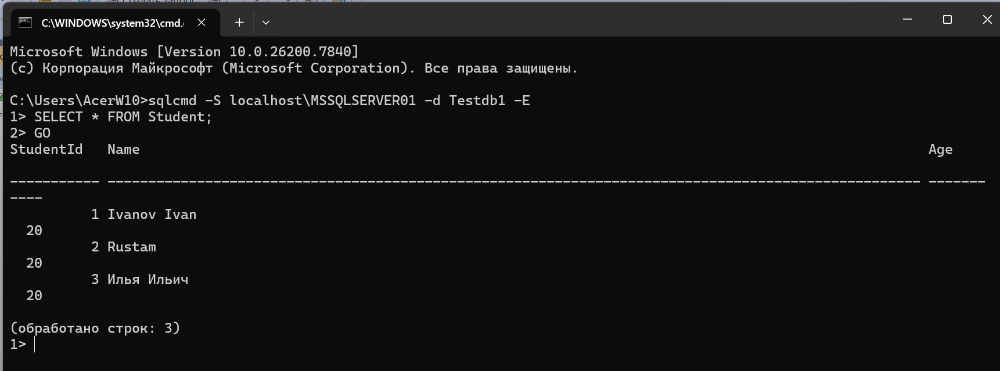 C:\WINDOWS\system32\cmd.
Microsoft Windows [Version 10.0.26200.7840]
(c) Корпорация Майкрософт (Microsoft Corporation). Все права защищены.
C:\Users\AcerW10>sqlcmd -S localhost\MSSQLSERVER01 -d Testdb1 -E
1> SELECT * FROM Student;
2> GO
StudentId   Name                                                                                                 Age
----------- ---------------------------------------------------------------------------------------------------- -------
----
          1 Ivanov Ivan
  20
          2 Rustam
  20
          3 Илья Ильич
  20
(обработано строк: 3)
1>